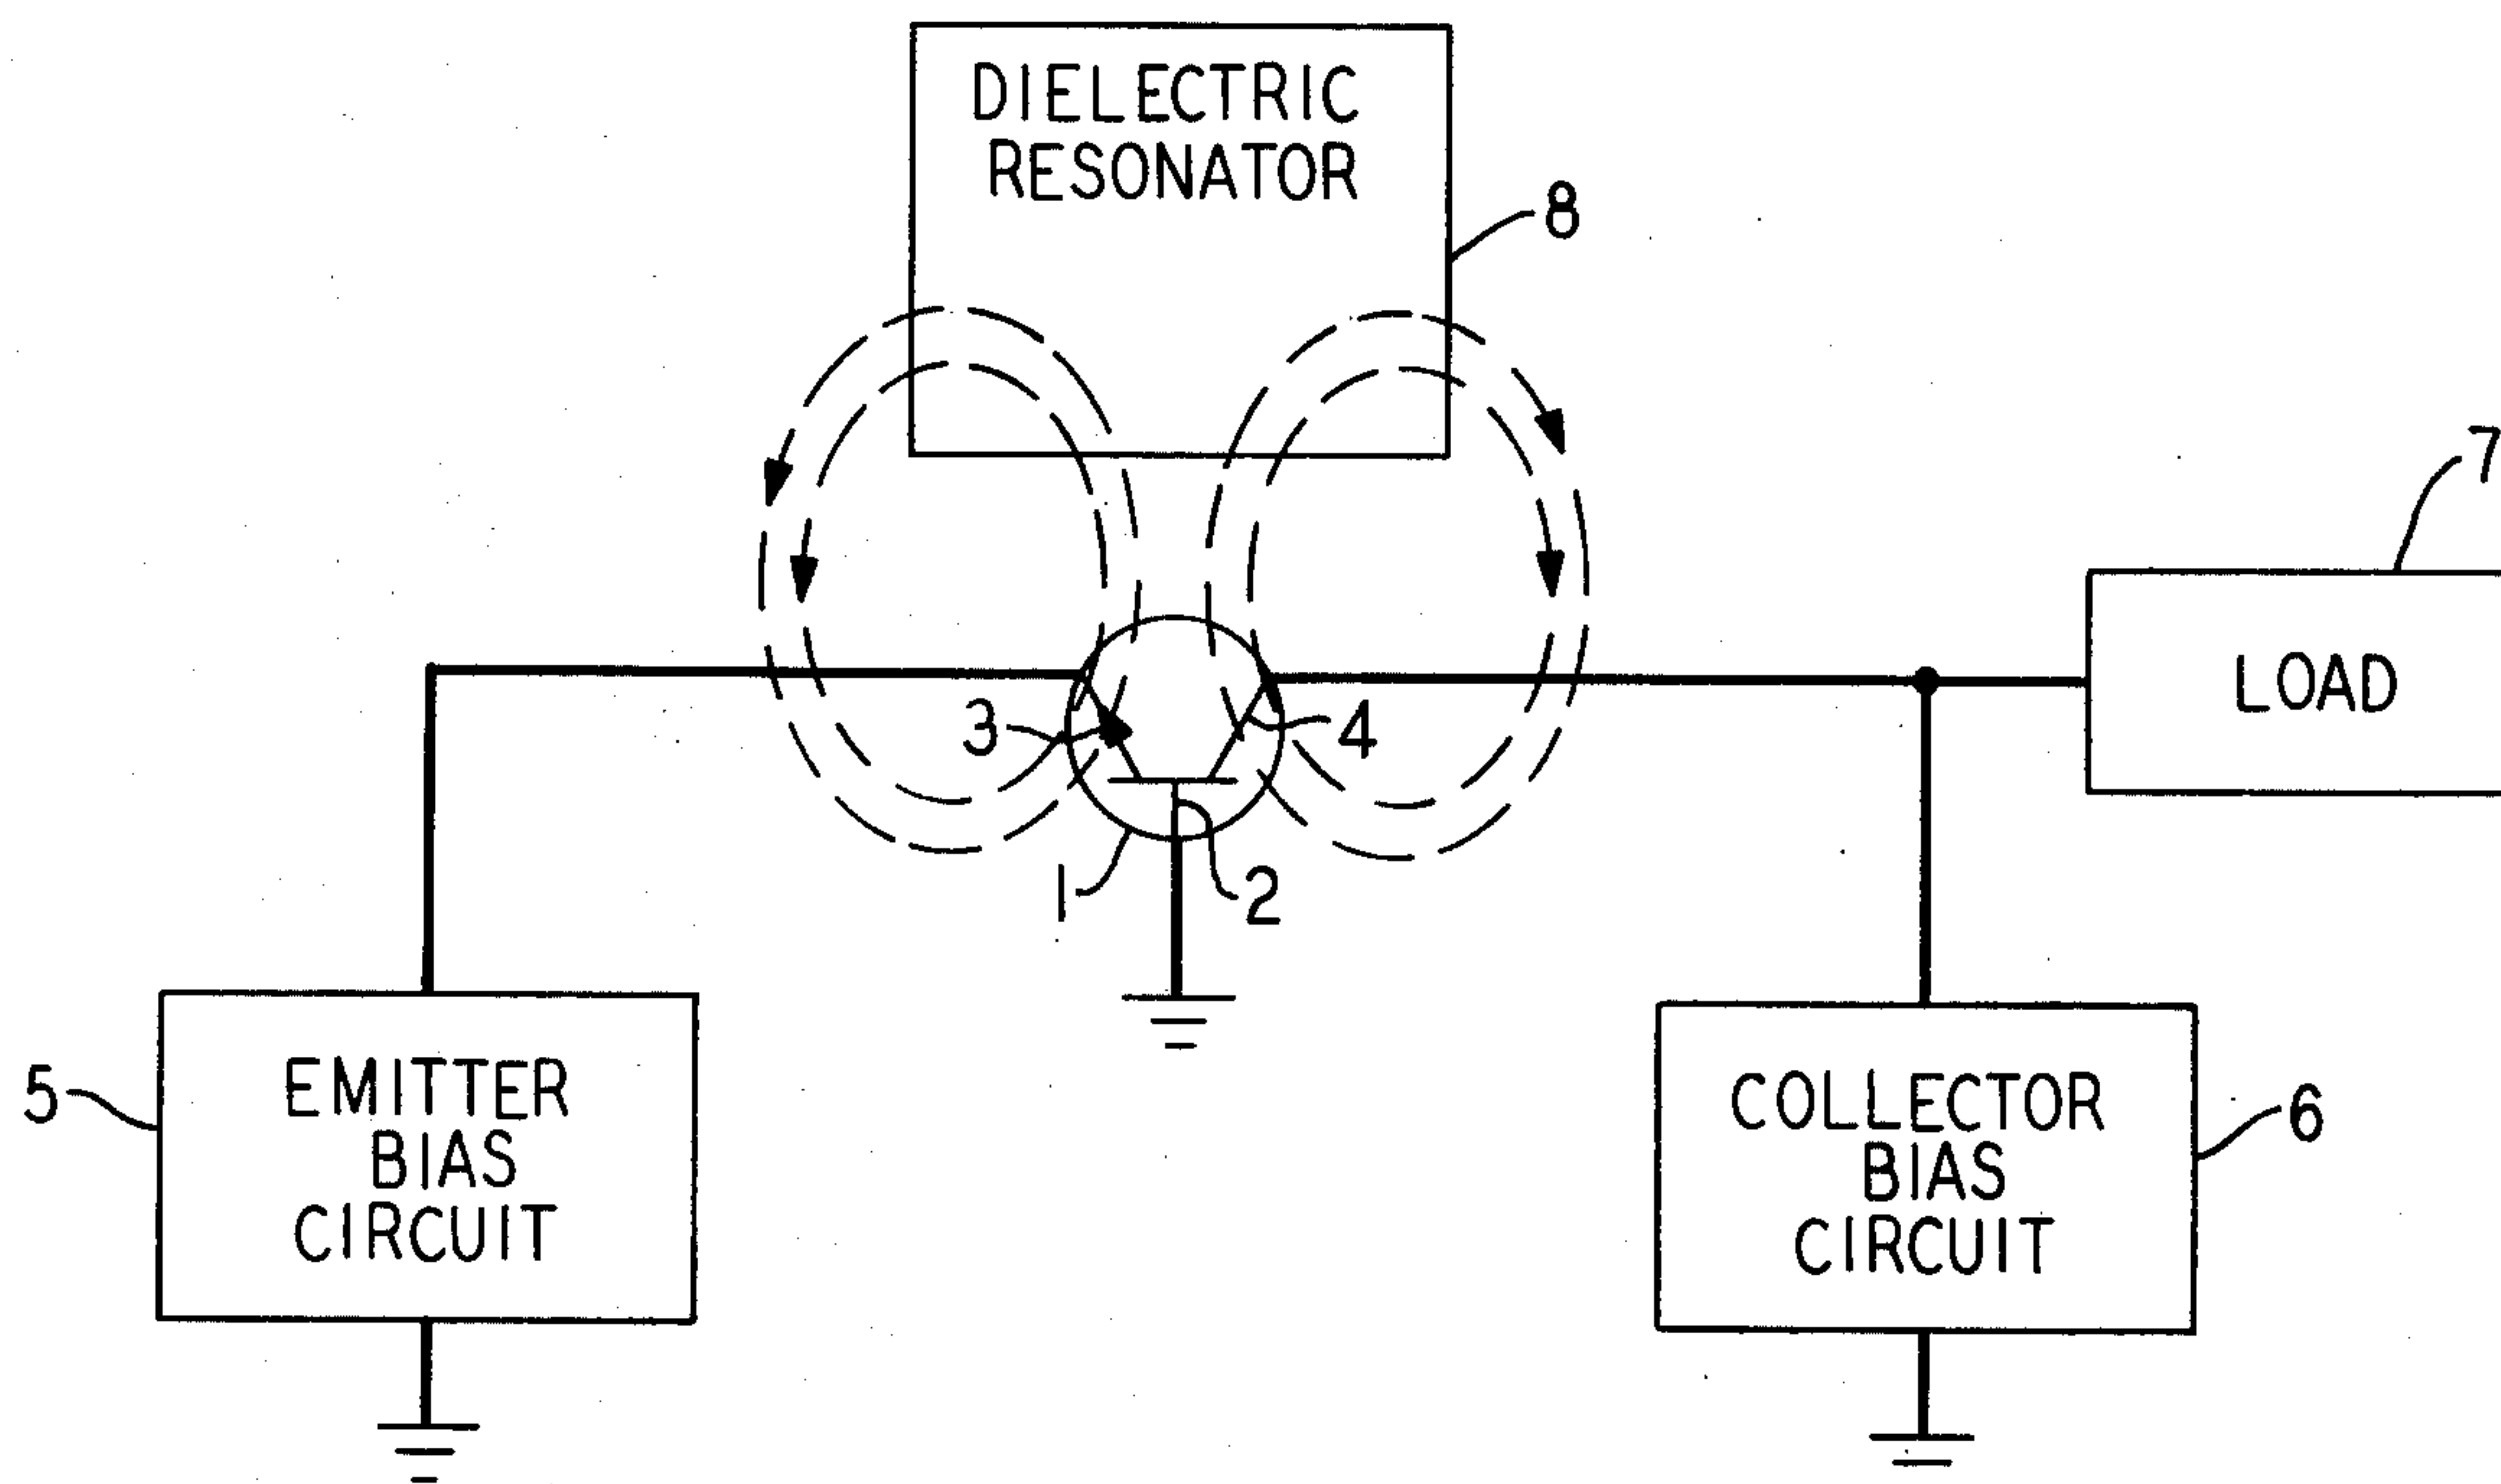 DIELECTRIC
RESONATOR
8
7
LOAD
3
4
1
2
5
EMITTER
BIAS
CIRCUIT
COLLECTOR
BIAS
CIRCUIT
6